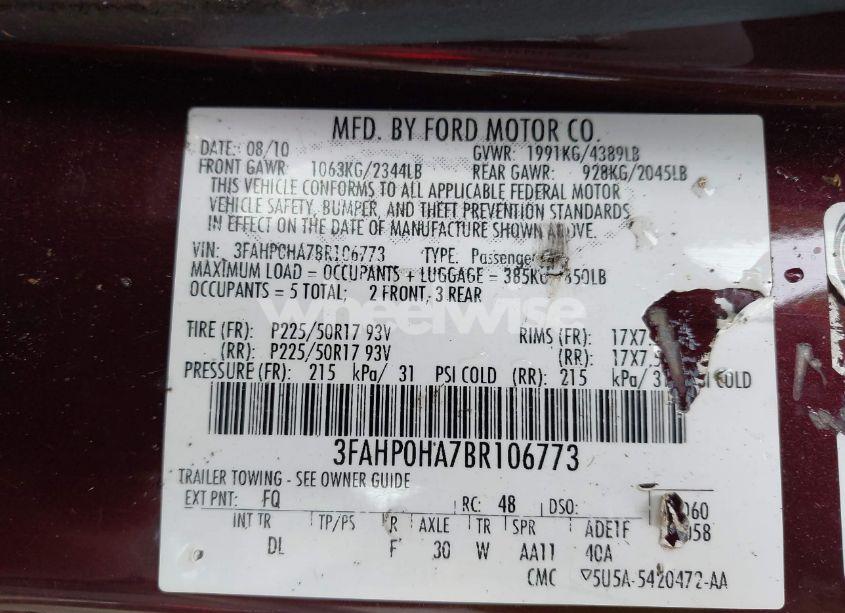 MFD. BY FORD MOTOR CO.
DATE: 08/10 GVWR: 1991KG/4389LB
FRONT GAWR: 1063KG/2344LB REAR GAWR: 928KG/2045LB
THIS VEHICLE CONFORMS TO ALL APPLICABLE FEDERAL MOTOR
VEHICLE SAFETY, BUMPER, AND THEFT PREVENTION STANDARDS
IN EFFECT ON THE DATE OF MANUFACTURE SHOWN ABOVE.
VIN: 3FAHP0HA7BR106773 TYPE: Passenger
MAXIMUM LOAD = OCCUPANTS + LUGGAGE = 385KG 850LB
OCCUPANTS = 5 TOTAL; 2 FRONT, 3 REAR
wheelwise
TIRE (FR): P225/50R17 93V RIMS (FR): 17X7.
(RR): P225/50R17 93V (RR): 17X7.
PRESSURE (FR): 215 kPa/ 31 PSI COLD (RR): 215 kPa/ 31 PSI COLD
3FAHP0HA7BR106773
TRAILER TOWING - SEE OWNER GUIDE
EXT PNT: FQ RC: 48 DSO: 060
058
INT TR TP/PS R AXLE TR SPR ADE1F
DL F 30 W AA11 40A
CMC ▽5U5A-5420472-AA